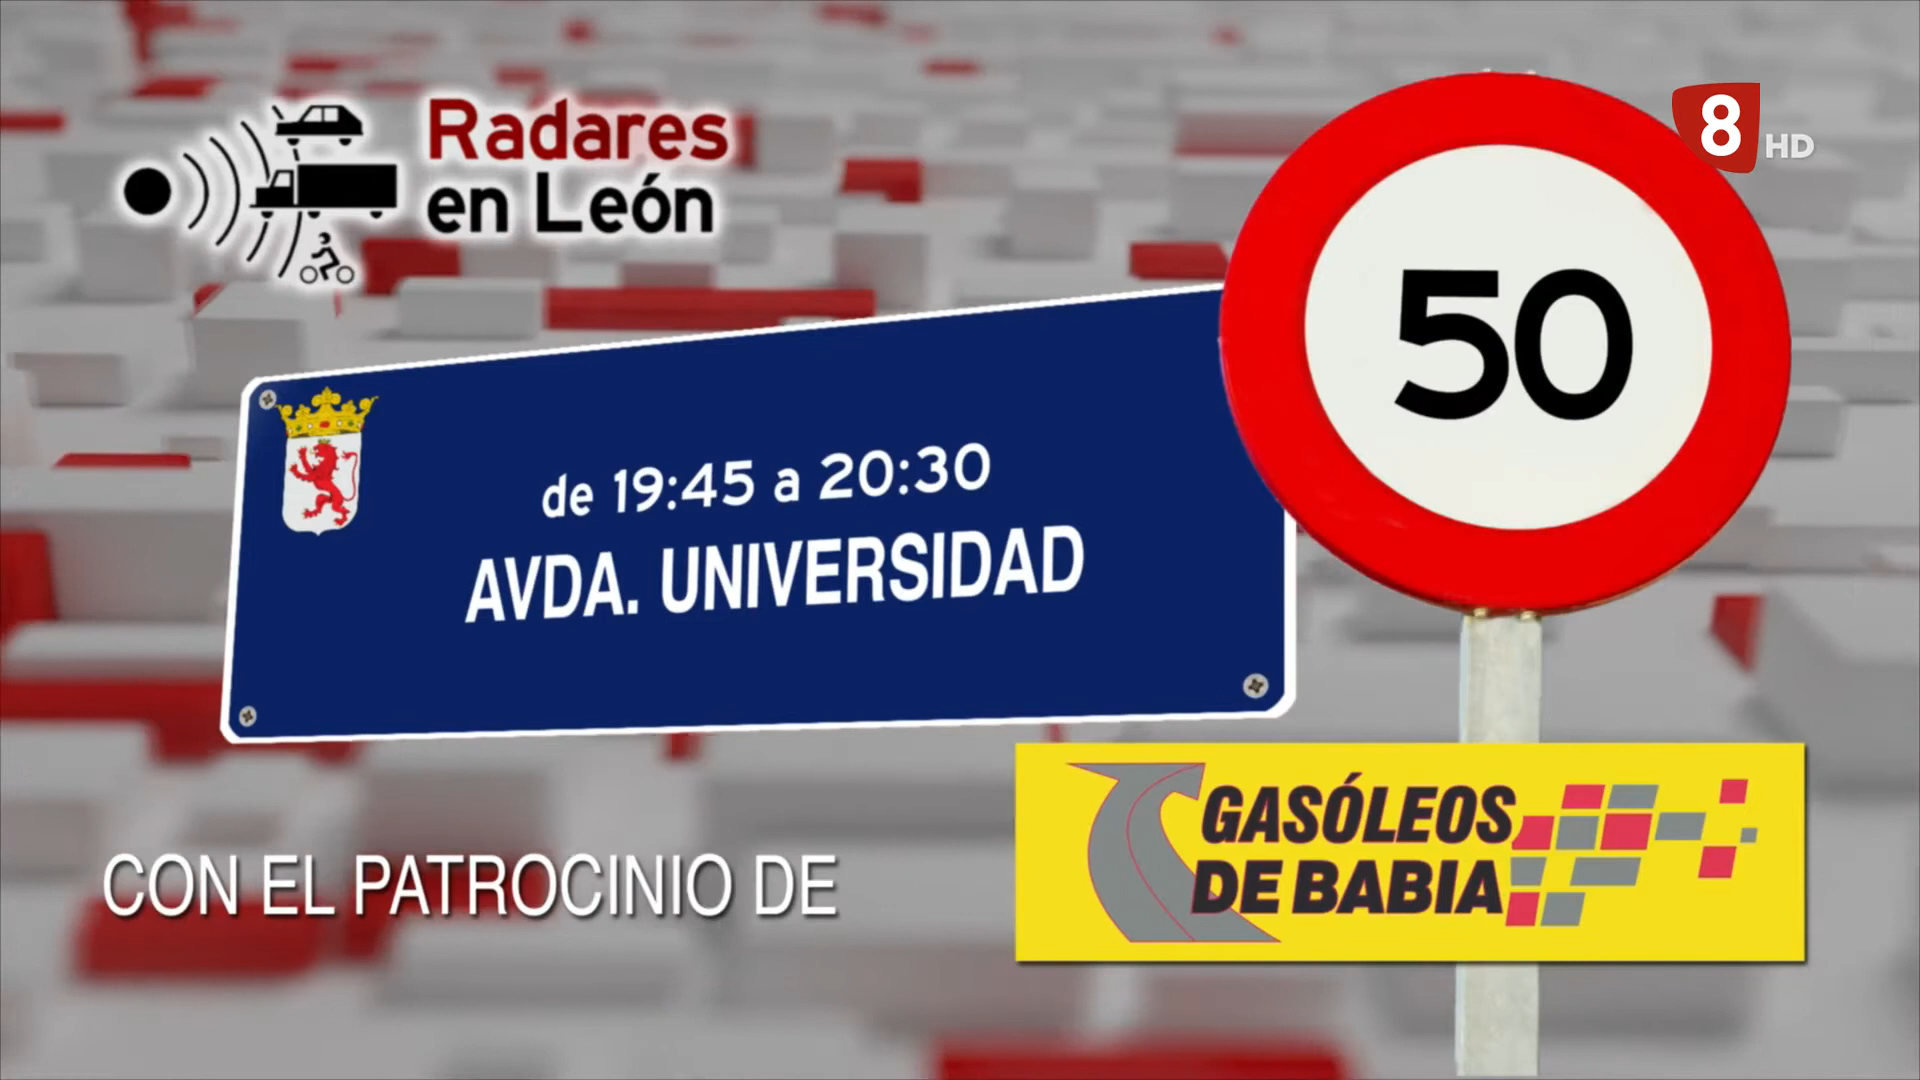 Radares
en León
8 HD
50
de 19:45 a 20:30
AVDA. UNIVERSIDAD
CON EL PATROCINIO DE
GASÓLEOS
DE BABIA